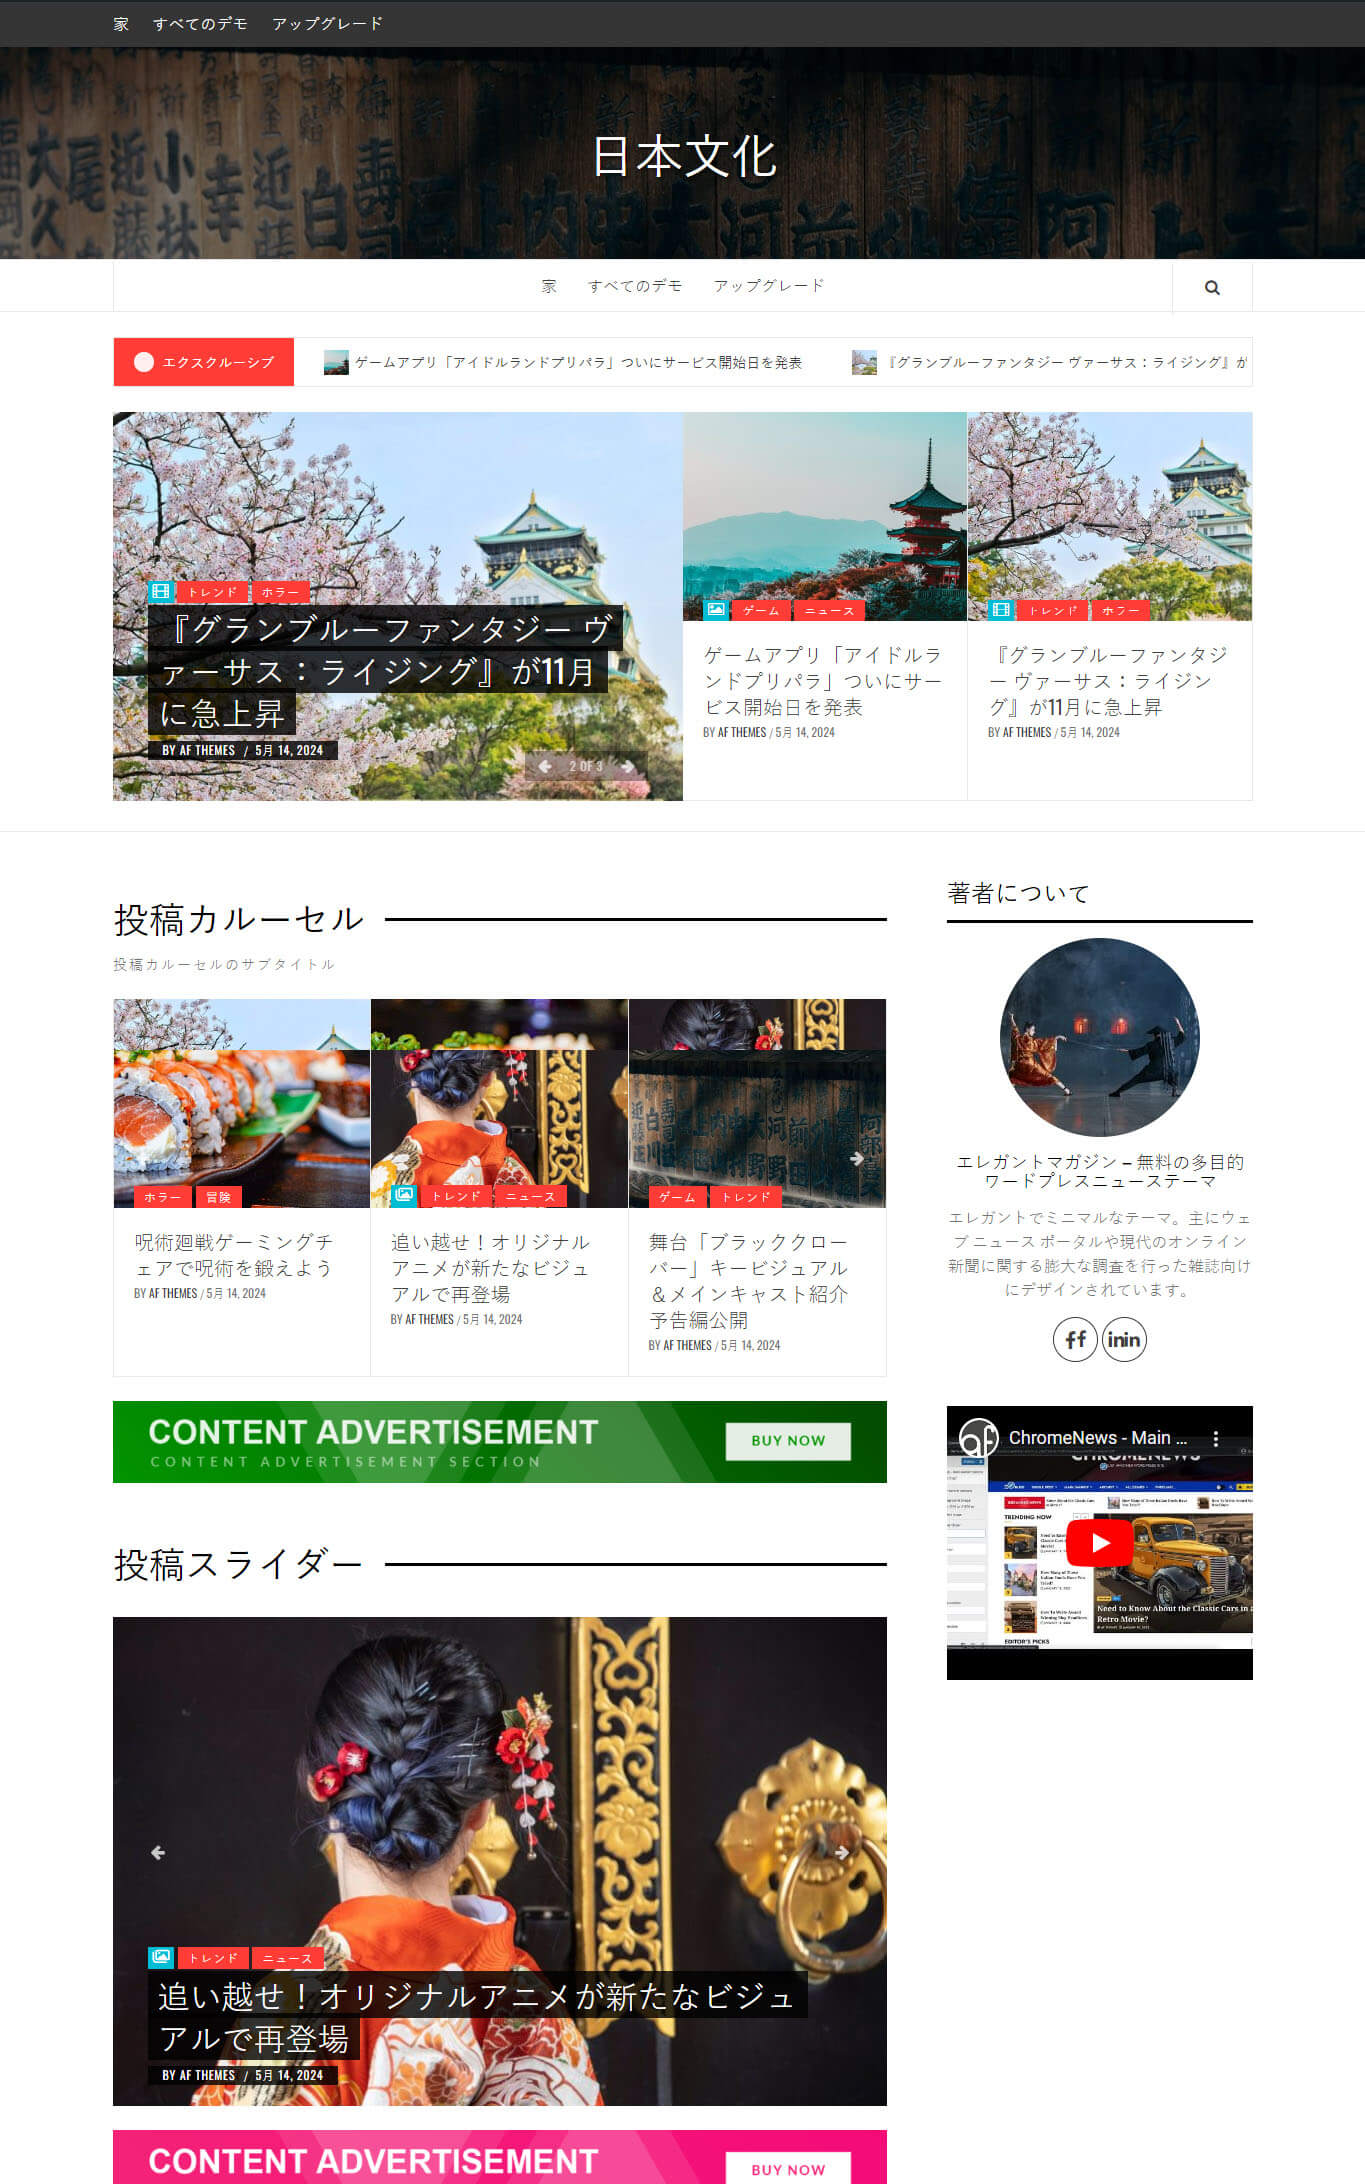 家 すべてのデモ アップグレード
日本文化
家 すべてのデモ アップグレード
エクスクルーシブ
ゲームアプリ「アイドルランドプリパラ」ついにサービス開始日を発表
『グランブルーファンタジー ヴァーサス：ライジング』が
トレンド ホラー
『グランブルーファンタジー ヴ
ァーサス：ライジング』が11月
に急上昇
BY AF THEMES / 5月 14, 2024
2 OF 3
ゲーム ニュース
ゲームアプリ「アイドルラ
ンドプリパラ」ついにサー
ビス開始日を発表
BY AF THEMES / 5月 14, 2024
トレンド ホラー
『グランブルーファンタジ
ー ヴァーサス：ライジン
グ』が11月に急上昇
BY AF THEMES / 5月 14, 2024
投稿カルーセル
投稿カルーセルのサブタイトル
ホラー 冒険
呪術廻戦ゲーミングチ
ェアで呪術を鍛えよう
BY AF THEMES / 5月 14, 2024
トレンド ニュース
追い越せ！オリジナル
アニメが新たなビジュ
アルで再登場
BY AF THEMES / 5月 14, 2024
ゲーム トレンド
舞台「ブラッククロー
バー」キービジュアル
＆メインキャスト紹介
予告編公開
BY AF THEMES / 5月 14, 2024
CONTENT ADVERTISEMENT
CONTENT ADVERTISEMENT SECTION
BUY NOW
投稿スライダー
トレンド ニュース
追い越せ！オリジナルアニメが新たなビジュ
アルで再登場
BY AF THEMES / 5月 14, 2024
CONTENT ADVERTISEMENT
BUY NOW
著者について
エレガントマガジン – 無料の多目的
ワードプレスニューステーマ
エレガントでミニマルなテーマ。主にウェ
ブ ニュース ポータルや現代のオンライン
新聞に関する膨大な調査を行った雑誌向け
にデザインされています。
ChromeNews - Main ...
CHROMENEWS
TRENDING NOW
Need to Know About the Classic Cars in a
Retro Movie?
EDITOR'S PICKS